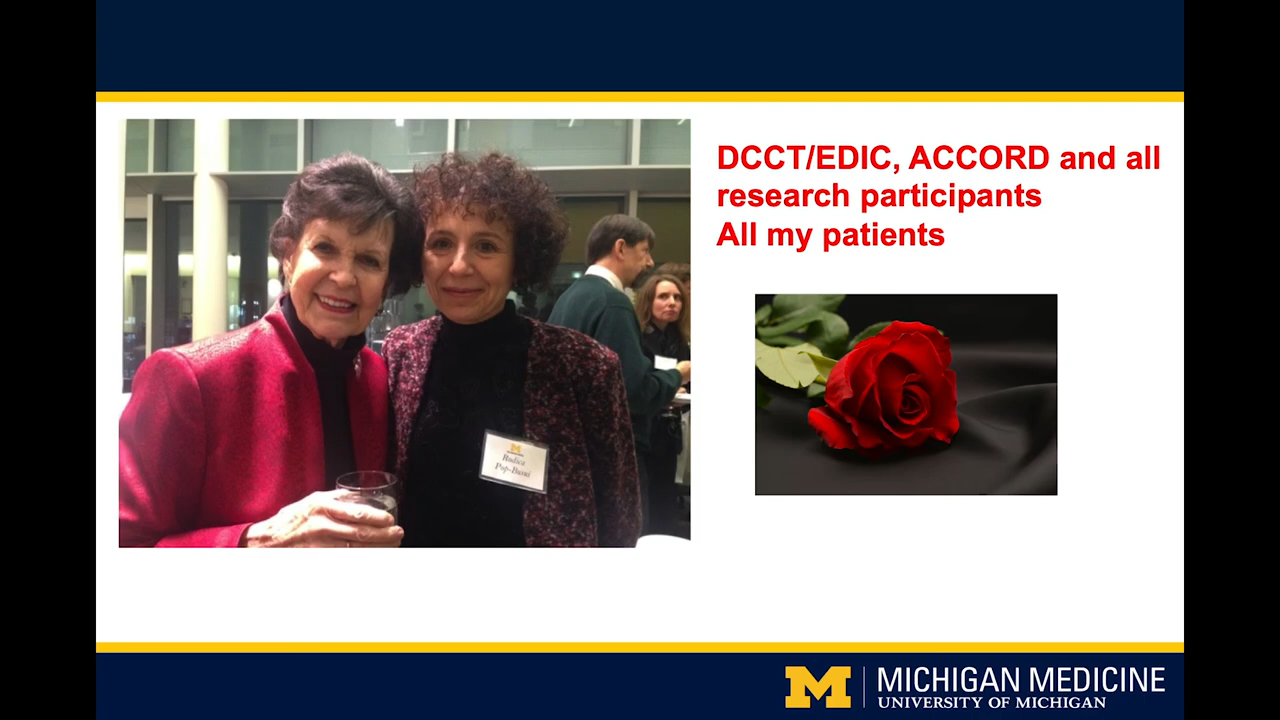 DCCT/EDIC, ACCORD and all
research participants
All my patients
M
Rodica
Pop-Busui
M
MICHIGAN MEDICINE
UNIVERSITY OF MICHIGAN